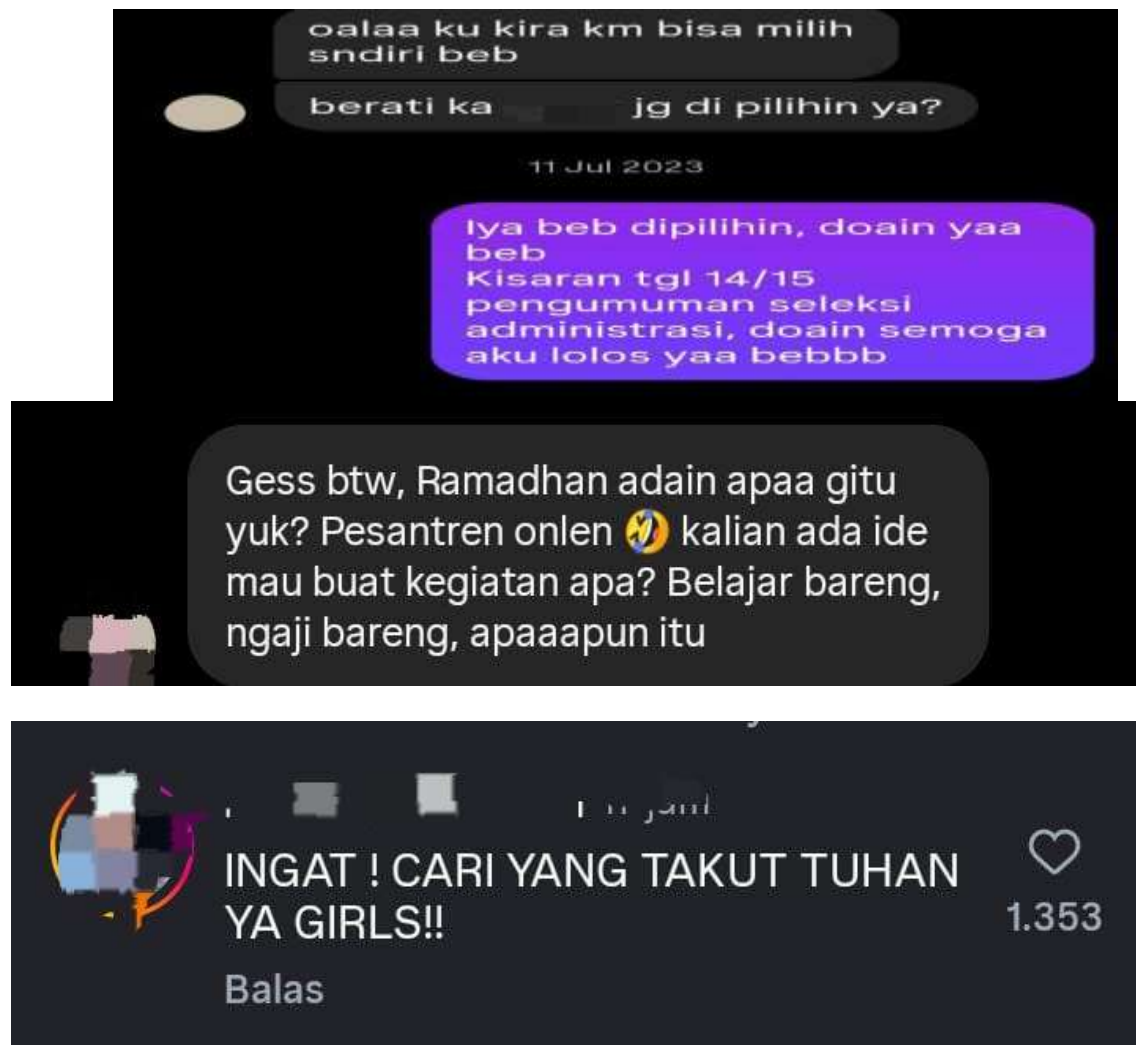 oalaa ku kira km bisa milih
sndiri beb
berati ka jg di pilihin ya?
11 Jul 2023
Iya beb dipilihin, doain yaa
beb
Kisaran tgl 14/15
pengumuman seleksi
administrasi, doain semoga
aku lolos yaa bebbb
Gess btw, Ramadhan adain apaa gitu
yuk? Pesantren onlen 🤣 kalian ada ide
mau buat kegiatan apa? Belajar bareng,
ngaji bareng, apaaapun itu
INGAT ! CARI YANG TAKUT TUHAN
YA GIRLS!!
1.353
Balas